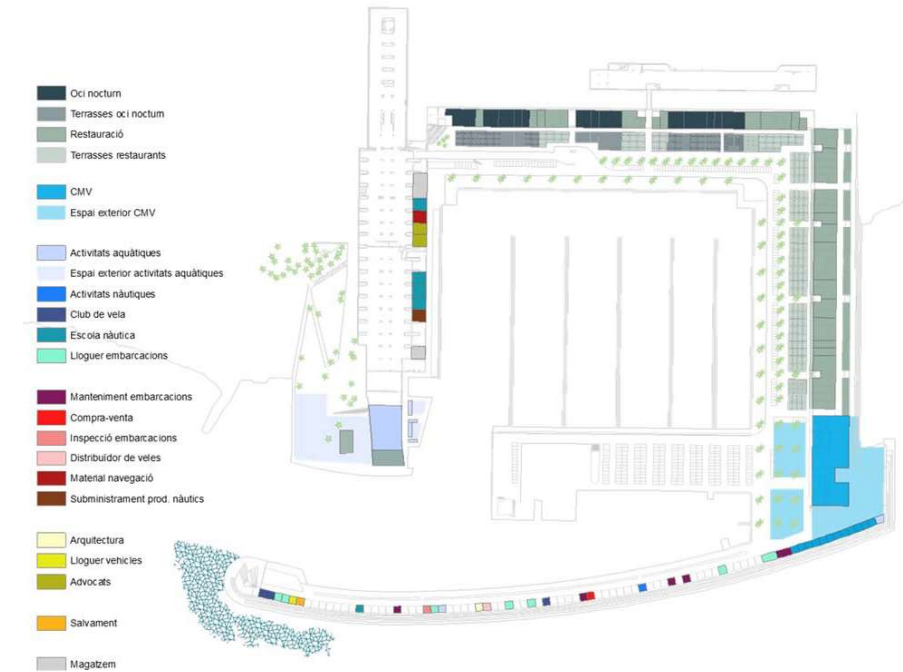 Oci nocturn
Terrasses oci nocturn
Restauració
Terrasses restaurants
CMV
Espai exterior CMV
Activitats aquàtiques
Espai exterior activitats aquàtiques
Activitats nàutiques
Club de vela
Escola nàutica
Lloguer embarcacions
Manteniment embarcacions
Compra-venta
Inspecció embarcacions
Distribuïdor de veles
Material navegació
Subministrament prod. nàutics
Arquitectura
Lloguer vehicles
Advocats
Salvament
Magatzem